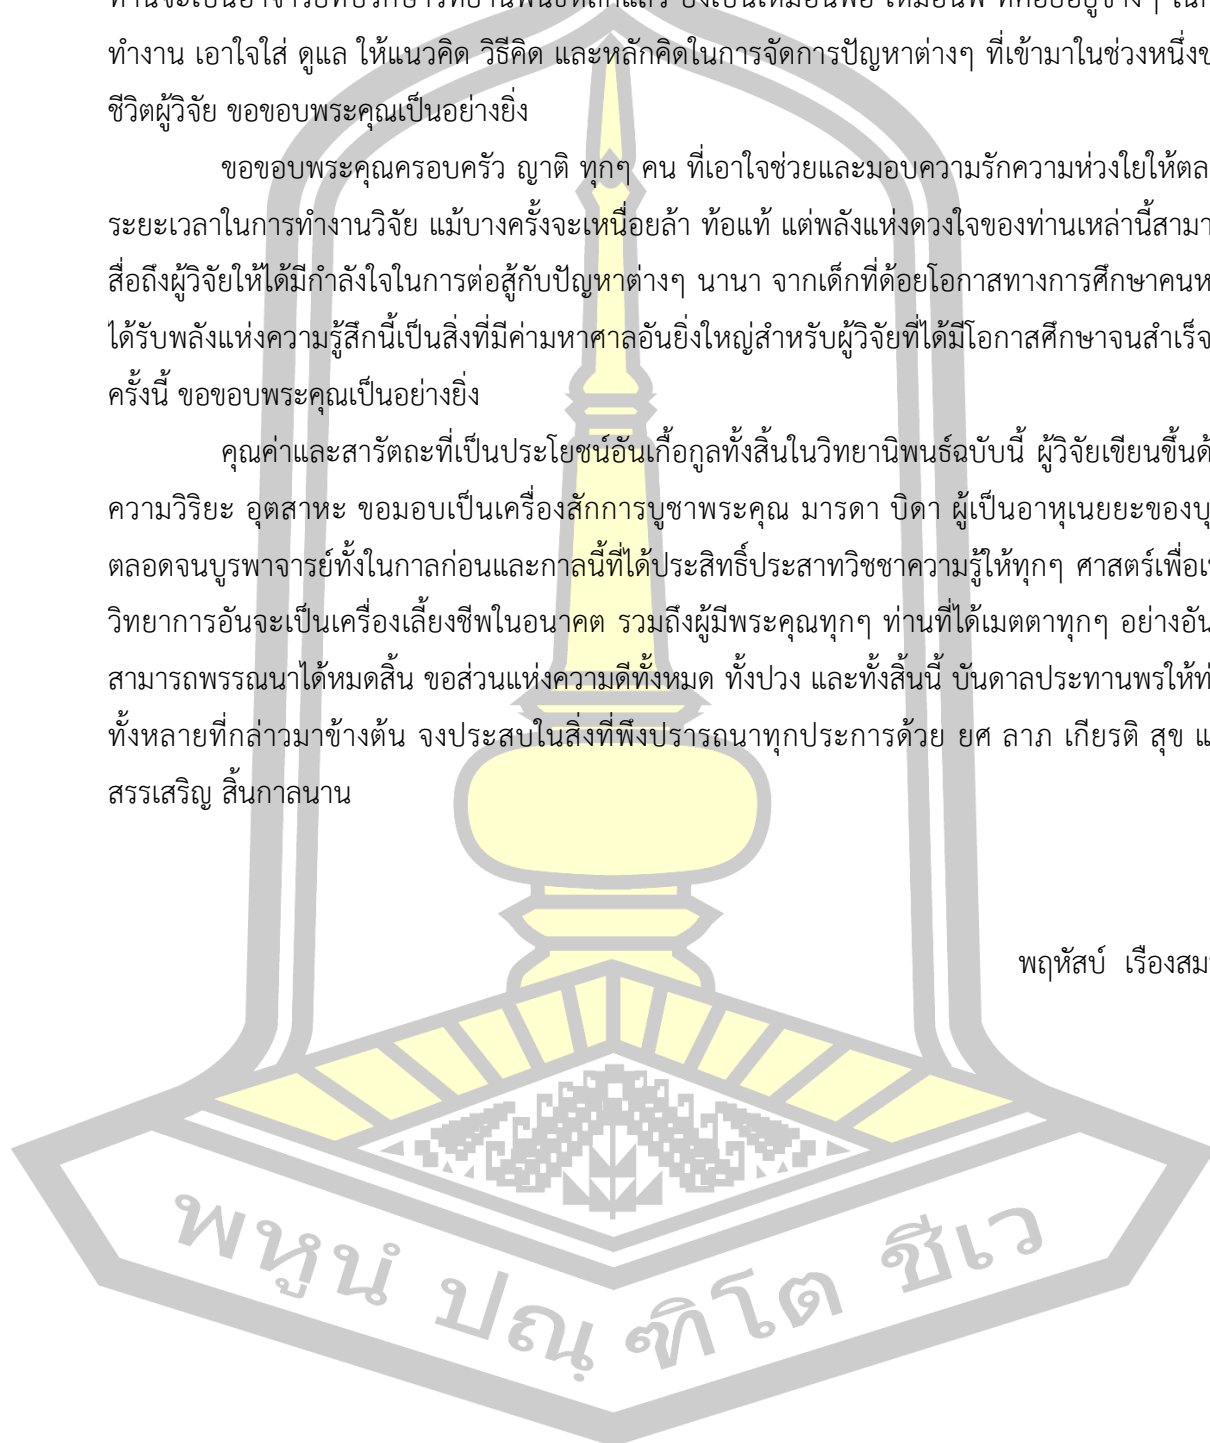 ทำงาน เอาใจใส่ ดูแล ให้แนวคิด วิธีคิด และหลักคิดในการจัดการปัญหาต่างๆ ที่เข้ามาในช่วงหนึ่งข
ชีวิตผู้วิจัย ขอขอบพระคุณเป็นอย่างยิ่ง
ขอขอบพระคุณครอบครัว ญาติ ทุกๆ คน ที่เอาใจช่วยและมอบความรักความห่วงใยให้ตล
ระยะเวลาในการทำงานวิจัย แม้บางครั้งจะเหนื่อยล้า ท้อแท้ แต่พลังแห่งดวงใจของท่านเหล่านี้สามา
สื่อถึงผู้วิจัยให้ได้มีกำลังใจในการต่อสู้กับปัญหาต่างๆ นานา จากเด็กที่ด้อยโอกาสทางการศึกษาคนห
ได้รับพลังแห่งความรู้สึกนี้เป็นสิ่งที่มีค่ามหาศาลอันยิ่งใหญ่สำหรับผู้วิจัยที่ได้มีโอกาสศึกษาจนสำเร็จ
ครั้งนี้ ขอขอบพระคุณเป็นอย่างยิ่ง
คุณค่าและสารัตถะที่เป็นประโยชน์อันเกื้อกูลทั้งสิ้นในวิทยานิพนธ์ฉบับนี้ ผู้วิจัยเขียนขึ้นด้
ความวิริยะ อุตสาหะ ขอมอบเป็นเครื่องสักการบูชาพระคุณ มารดา บิดา ผู้เป็นอาหุเนยยะของบุ
ตลอดจนบูรพาจารย์ทั้งในกาลก่อนและกาลนี้ที่ได้ประสิทธิ์ประสาทวิชชาความรู้ให้ทุกๆ ศาสตร์เพื่อเ
วิทยาการอันจะเป็นเครื่องเลี้ยงชีพในอนาคต รวมถึงผู้มีพระคุณทุกๆ ท่านที่ได้เมตตาทุกๆ อย่างอัน
สามารถพรรณนาได้หมดสิ้น ขอส่วนแห่งความดีทั้งหมด ทั้งปวง และทั้งสิ้นนี้ บันดาลประทานพรให้ท่
ทั้งหลายที่กล่าวมาข้างต้น จงประสบในสิ่งที่พึงปรารถนาทุกประการด้วย ยศ ลาภ เกียรติ สุข แ
สรรเสริญ สิ้นกาลนาน
พฤหัสบ์ เรืองสม
พหูนํ ปณฺฑิโต ชีเว